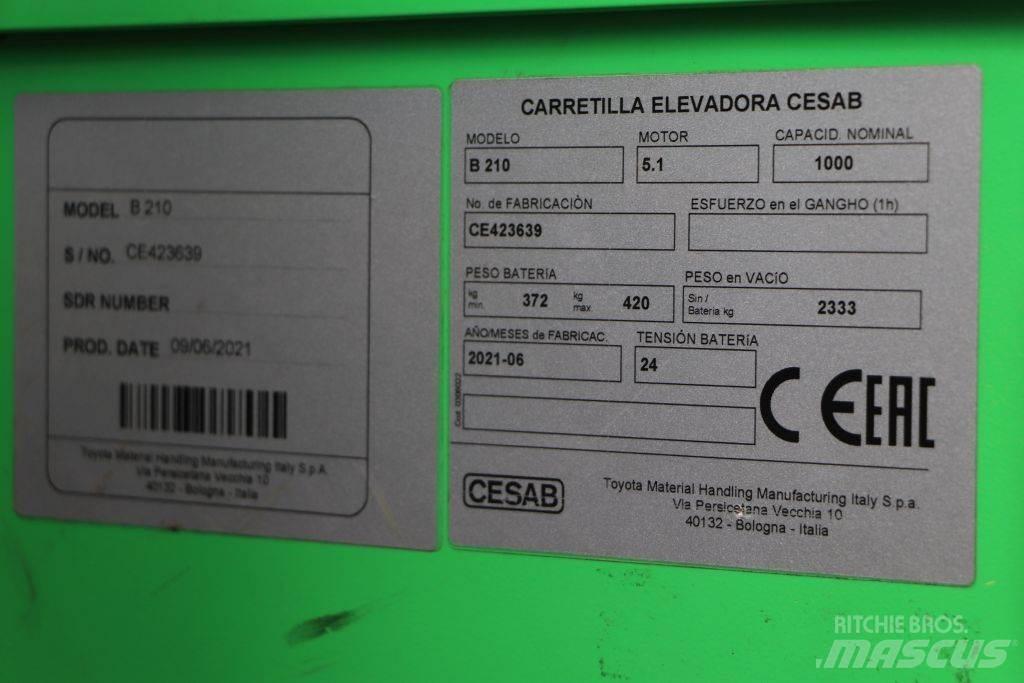 MODEL B 210
S / NO. CE423639
SDR NUMBER
PROD. DATE 09/06/2021
Toyota Material Handling Manufacturing Italy S.p.A.
Via Persicetana Vecchia 10
40132 - Bologna - Italia
CARRETILLA ELEVADORA CESAB
MODELO MOTOR CAPACID. NOMINAL
B 210 5.1 1000
No. de FABRICACIÒN ESFUERZO en el GANGHO (1h)
CE423639
PESO BATERÍA PESO en VACÍO
kg min. 372 kg max 420 Sin / Bateria kg 2333
AÑO/MESES de FABRICAC. TENSIÓN BATERÍA
2021-06 24
CE EAC
CESAB
Toyota Material Handling Manufacturing Italy S.p.a.
Via Persicetana Vecchia 10
40132 - Bologna - Italia
RITCHIE BROS.
MASCUS